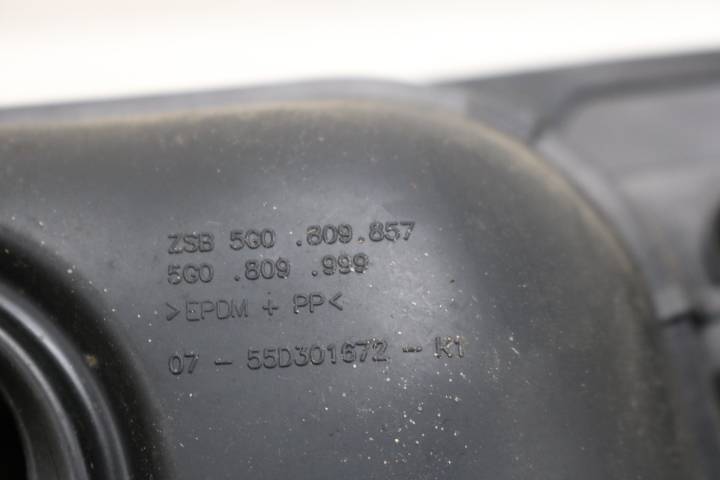 ZSB 5G0 .809.857
5G0 .809 .999
>EPDM + PP<
07 - 55D301672 - K1